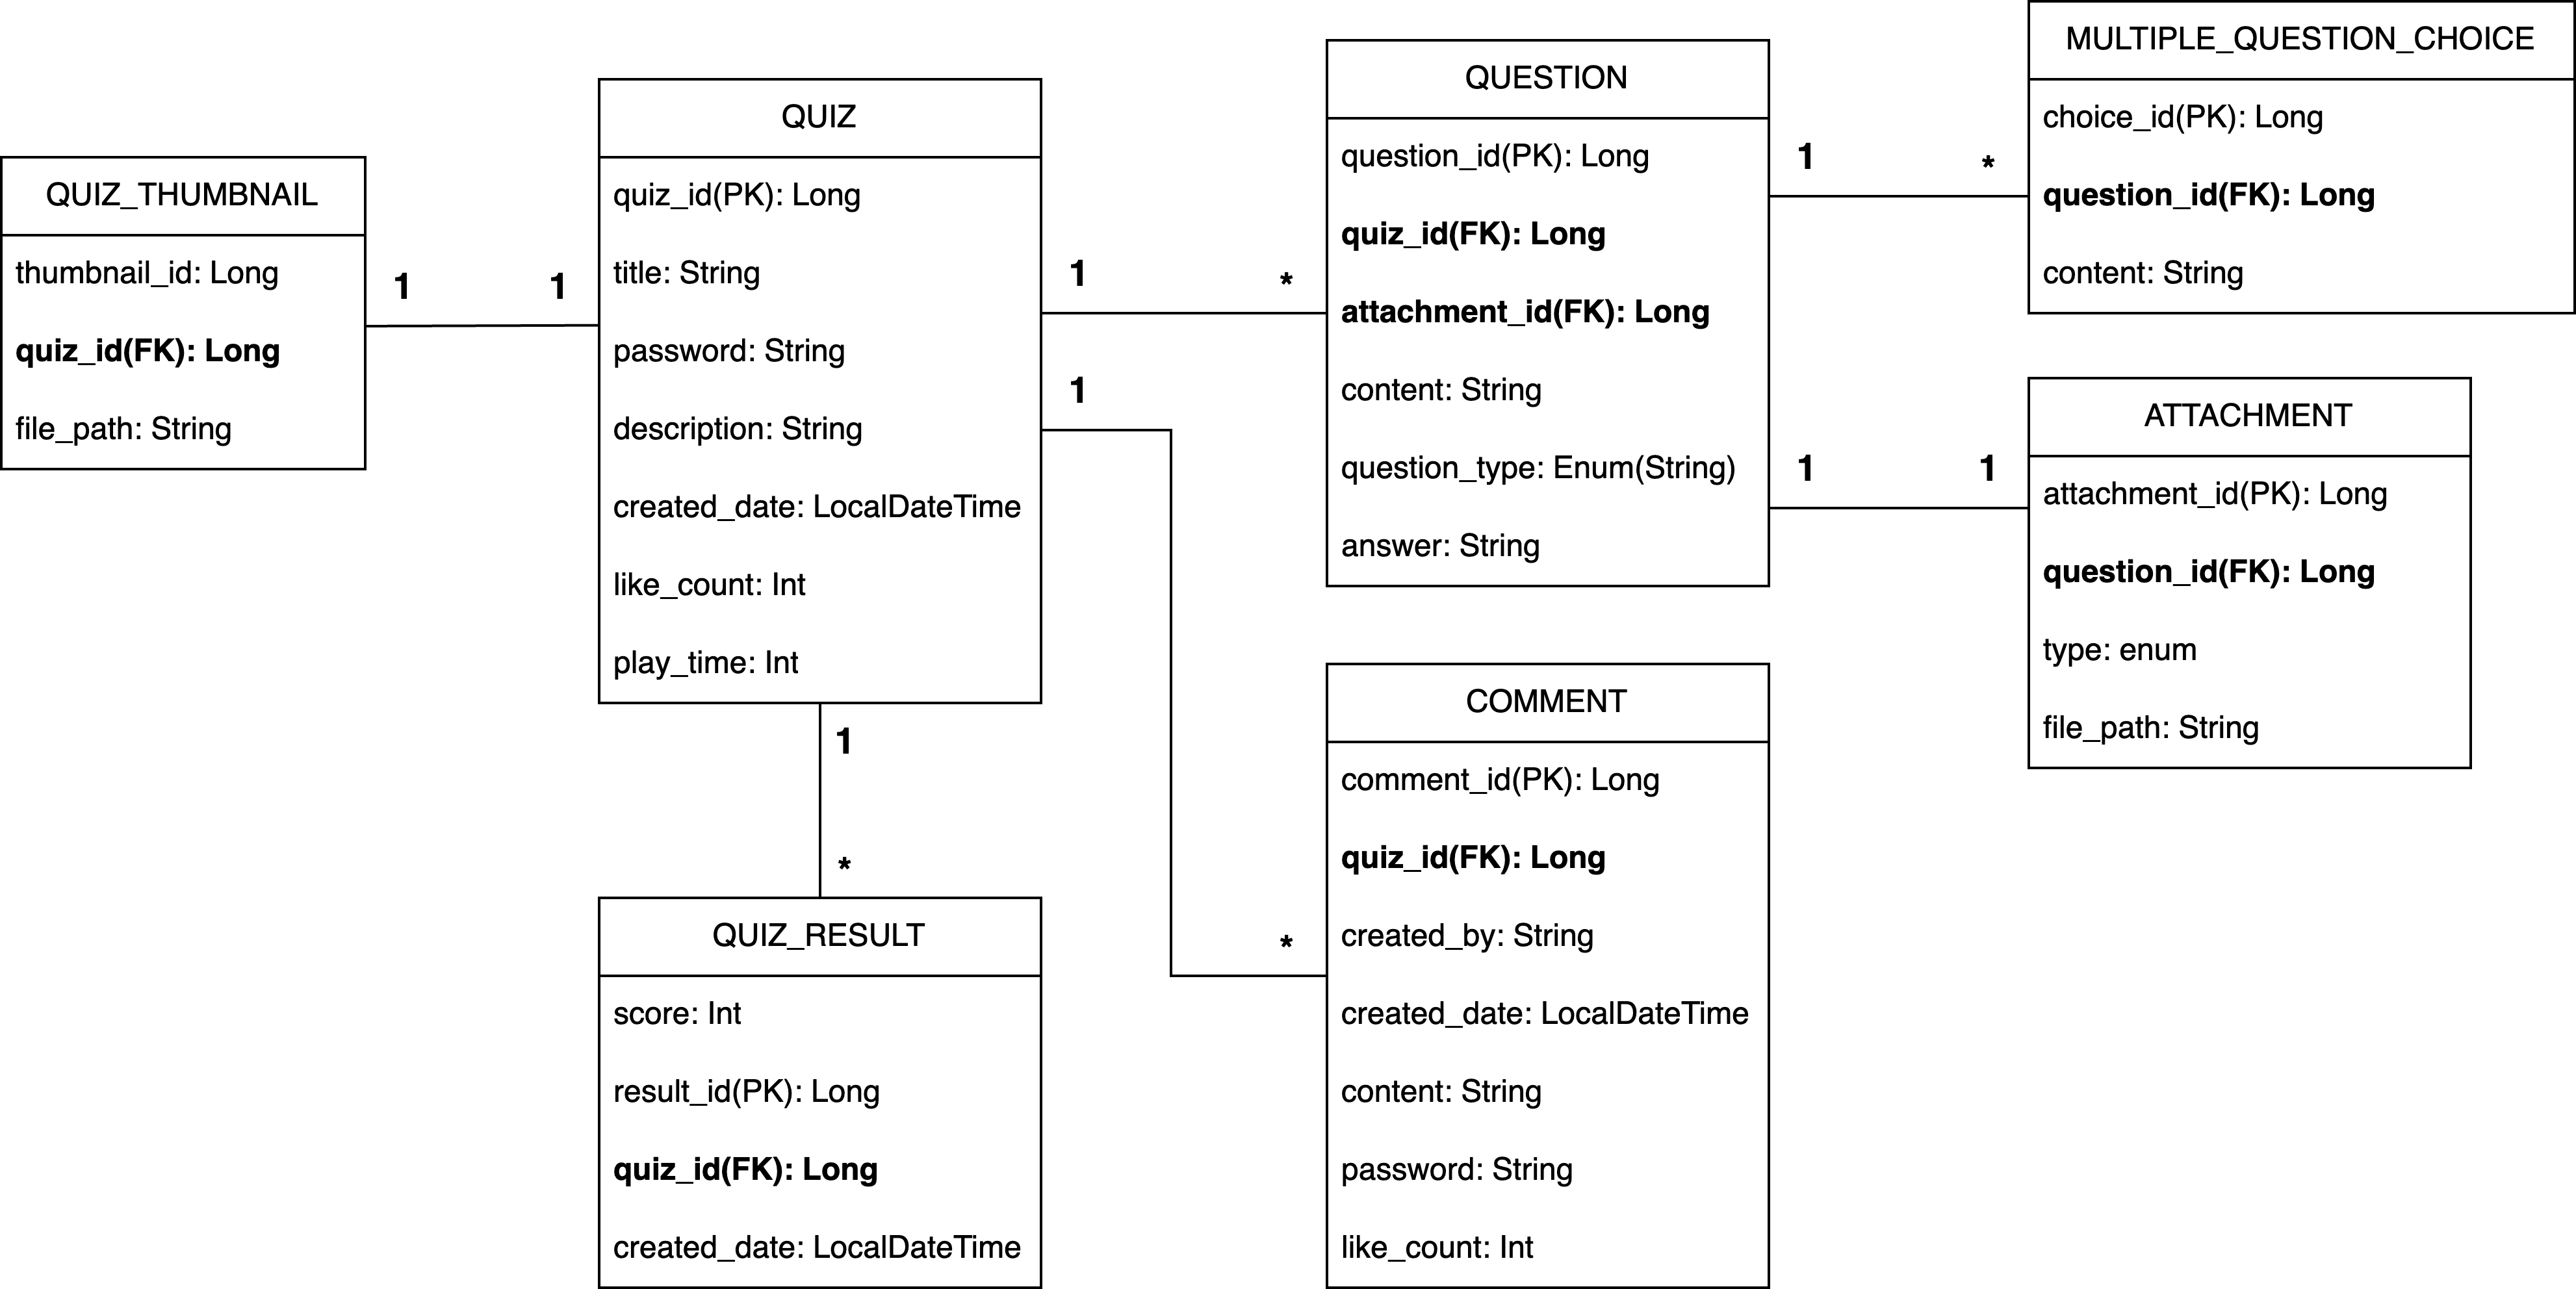 QUIZ_THUMBNAIL
thumbnail_id: Long
quiz_id(FK): Long
file_path: String
1
1
QUIZ
quiz_id(PK): Long
title: String
password: String
description: String
created_date: LocalDateTime
like_count: Int
play_time: Int
1
*
1
*
1
*
QUIZ_RESULT
score: Int
result_id(PK): Long
quiz_id(FK): Long
created_date: LocalDateTime
QUESTION
question_id(PK): Long
quiz_id(FK): Long
attachment_id(FK): Long
content: String
question_type: Enum(String)
answer: String
1
*
1
1
COMMENT
comment_id(PK): Long
quiz_id(FK): Long
created_by: String
created_date: LocalDateTime
content: String
password: String
like_count: Int
MULTIPLE_QUESTION_CHOICE
choice_id(PK): Long
question_id(FK): Long
content: String
ATTACHMENT
attachment_id(PK): Long
question_id(FK): Long
type: enum
file_path: String